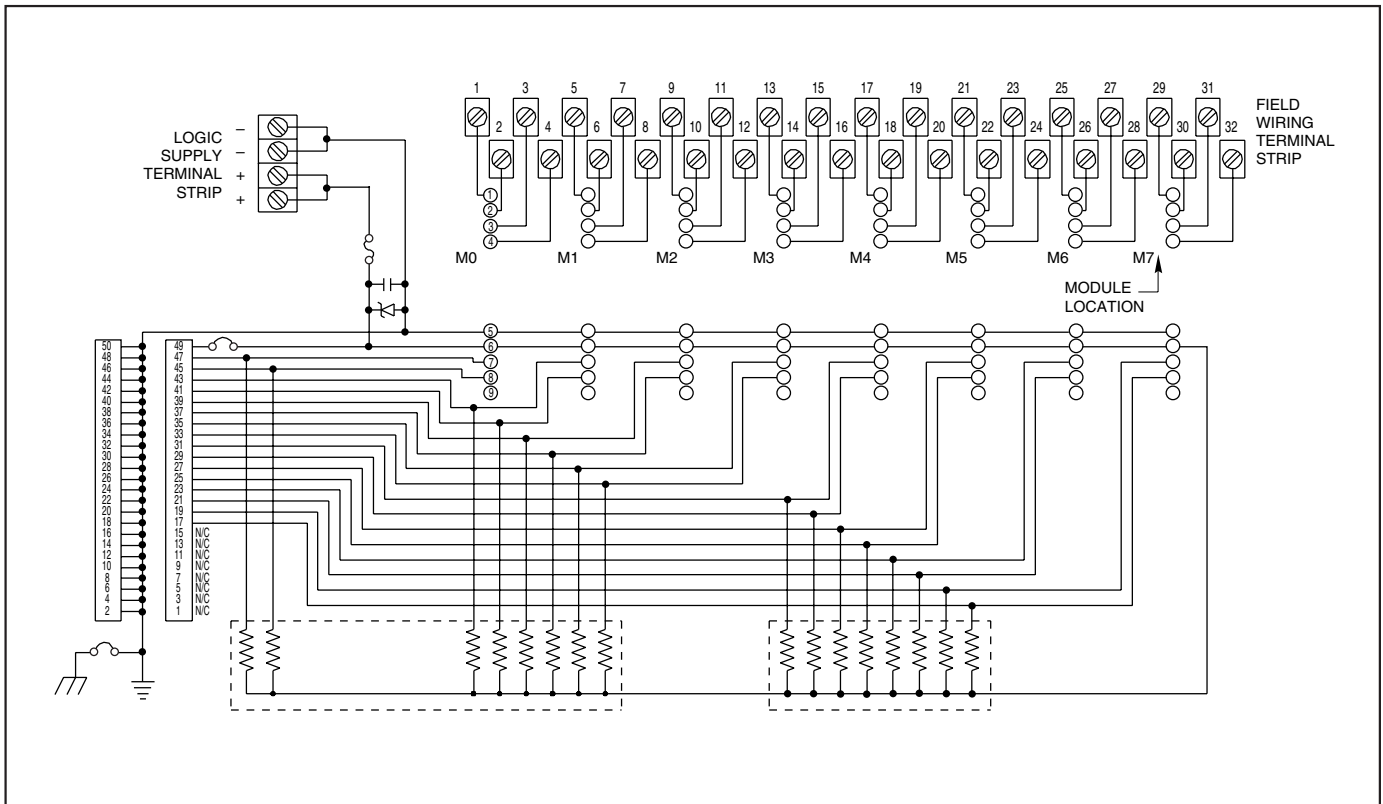 1 3 5 7 9 11 13 15 17 19 21 23 25 27 29 31
2 4 6 8 10 12 14 16 18 20 22 24 26 28 30 32
FIELD
WIRING
TERMINAL
STRIP
LOGIC –
SUPPLY –
TERMINAL +
STRIP +
1
2
3
4
M0 M1 M2 M3 M4 M5 M6 M7
MODULE
LOCATION
5
6
7
8
9
50 49
48 47
46 45
44 43
42 41
40 39
38 37
36 35
34 33
32 31
30 29
28 27
26 25
24 23
22 21
20 19
18 17
16 15 N/C
14 13 N/C
12 11 N/C
10 9 N/C
8 7 N/C
6 5 N/C
4 3 N/C
2 1 N/C